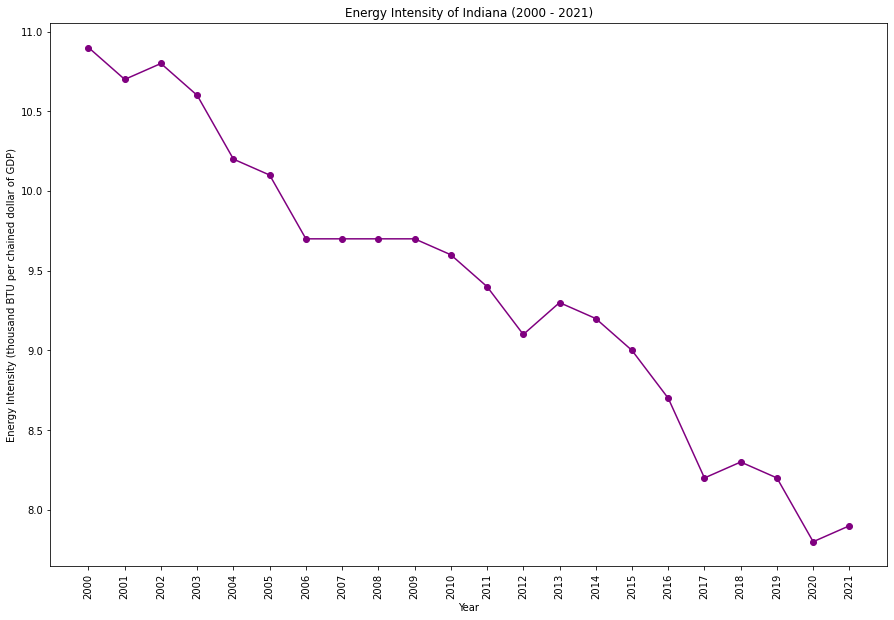 Energy Intensity of Indiana (2000 - 2021)
Energy Intensity (thousand BTU per chained dollar of GDP)
11.0
10.5
10.0
9.5
9.0
8.5
8.0
2000 2001 2002 2003 2004 2005 2006 2007 2008 2009 2010 2011 2012 2013 2014 2015 2016 2017 2018 2019 2020 2021
Year